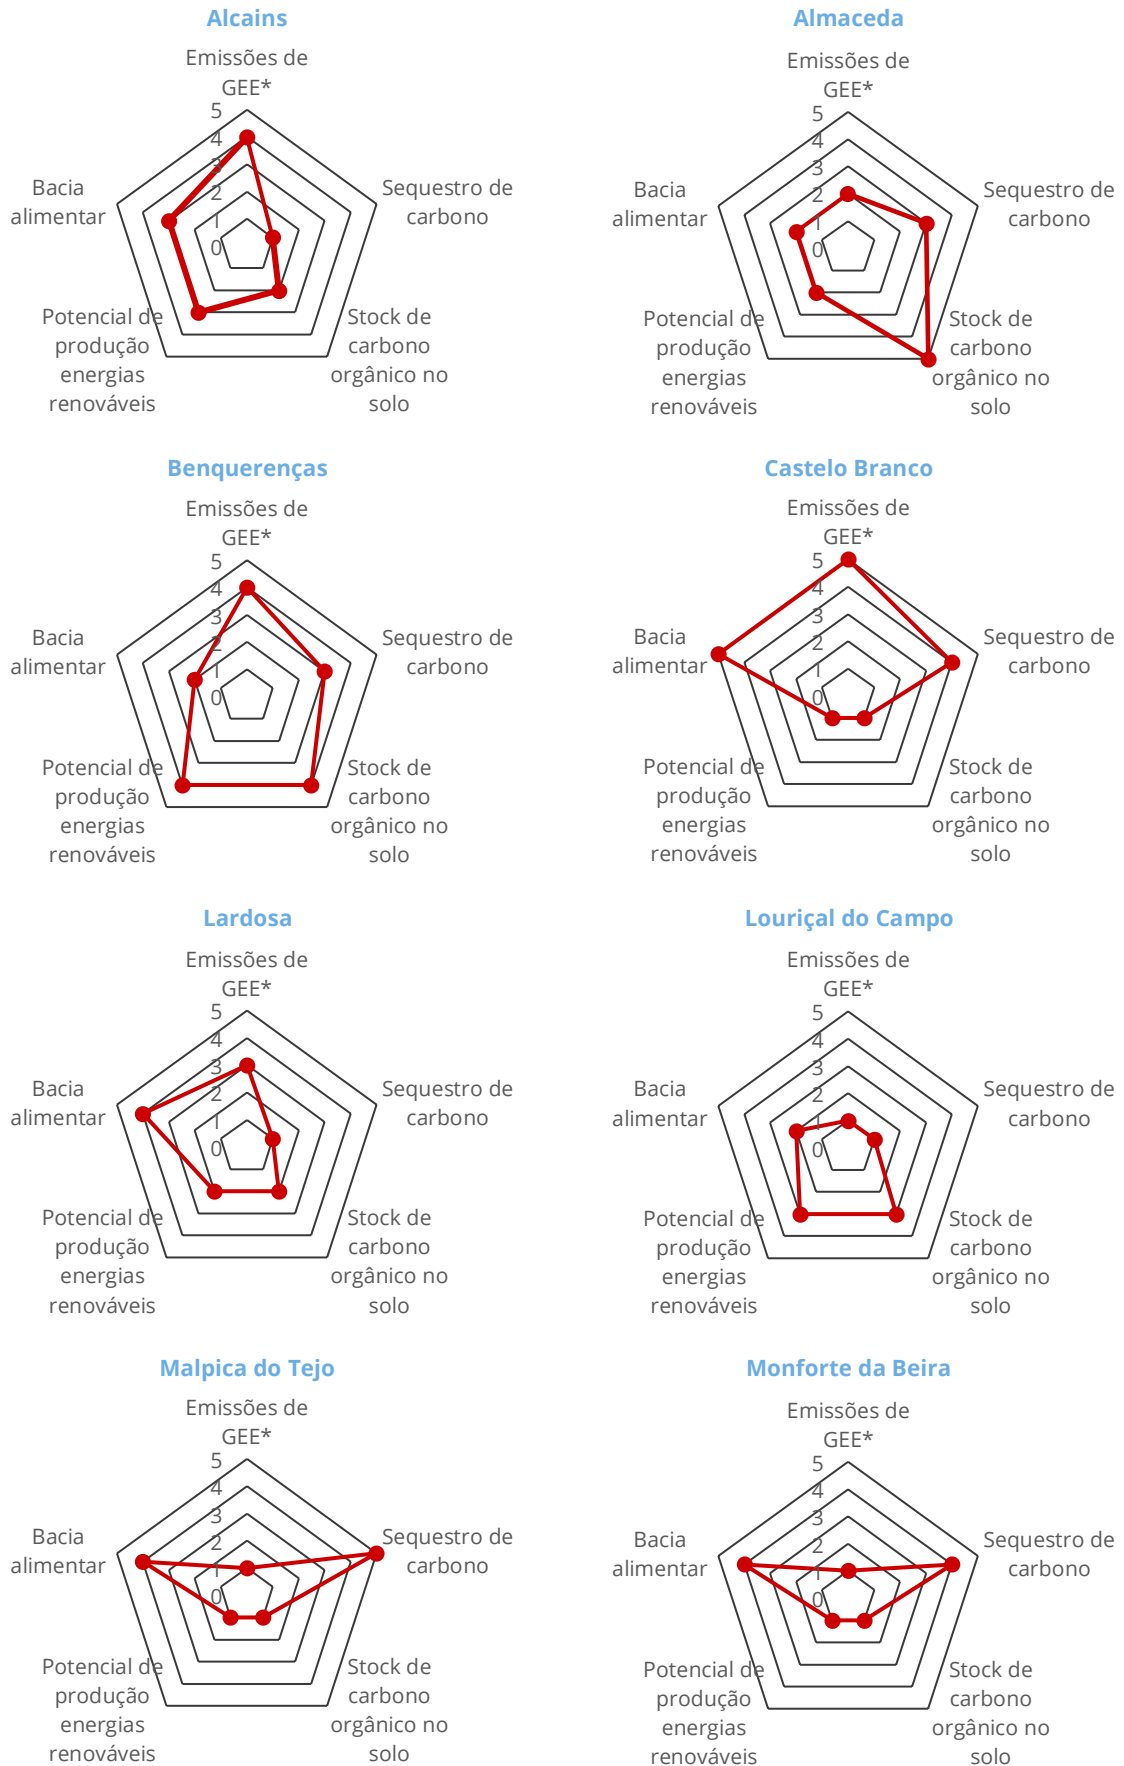 Alcains
Emissões de
GEE*
5
4
3
2
1
0
Sequestro de
carbono
Stock de
carbono
orgânico no
solo
Potencial de
produção
energias
renováveis
Bacia
alimentar
Almaceda
Emissões de
GEE*
5
4
3
2
1
0
Sequestro de
carbono
Stock de
carbono
orgânico no
solo
Potencial de
produção
energias
renováveis
Bacia
alimentar
Benquerenças
Emissões de
GEE*
5
4
3
2
1
0
Sequestro de
carbono
Stock de
carbono
orgânico no
solo
Potencial de
produção
energias
renováveis
Bacia
alimentar
Castelo Branco
Emissões de
GEE*
5
4
3
2
1
0
Sequestro de
carbono
Stock de
carbono
orgânico no
solo
Potencial de
produção
energias
renováveis
Bacia
alimentar
Lardosa
Emissões de
GEE*
5
4
3
2
1
0
Sequestro de
carbono
Stock de
carbono
orgânico no
solo
Potencial de
produção
energias
renováveis
Bacia
alimentar
Louriçal do Campo
Emissões de
GEE*
5
4
3
2
1
0
Sequestro de
carbono
Stock de
carbono
orgânico no
solo
Potencial de
produção
energias
renováveis
Bacia
alimentar
Malpica do Tejo
Emissões de
GEE*
5
4
3
2
1
0
Sequestro de
carbono
Stock de
carbono
orgânico no
solo
Potencial de
produção
energias
renováveis
Bacia
alimentar
Monforte da Beira
Emissões de
GEE*
5
4
3
2
1
0
Sequestro de
carbono
Stock de
carbono
orgânico no
solo
Potencial de
produção
energias
renováveis
Bacia
alimentar